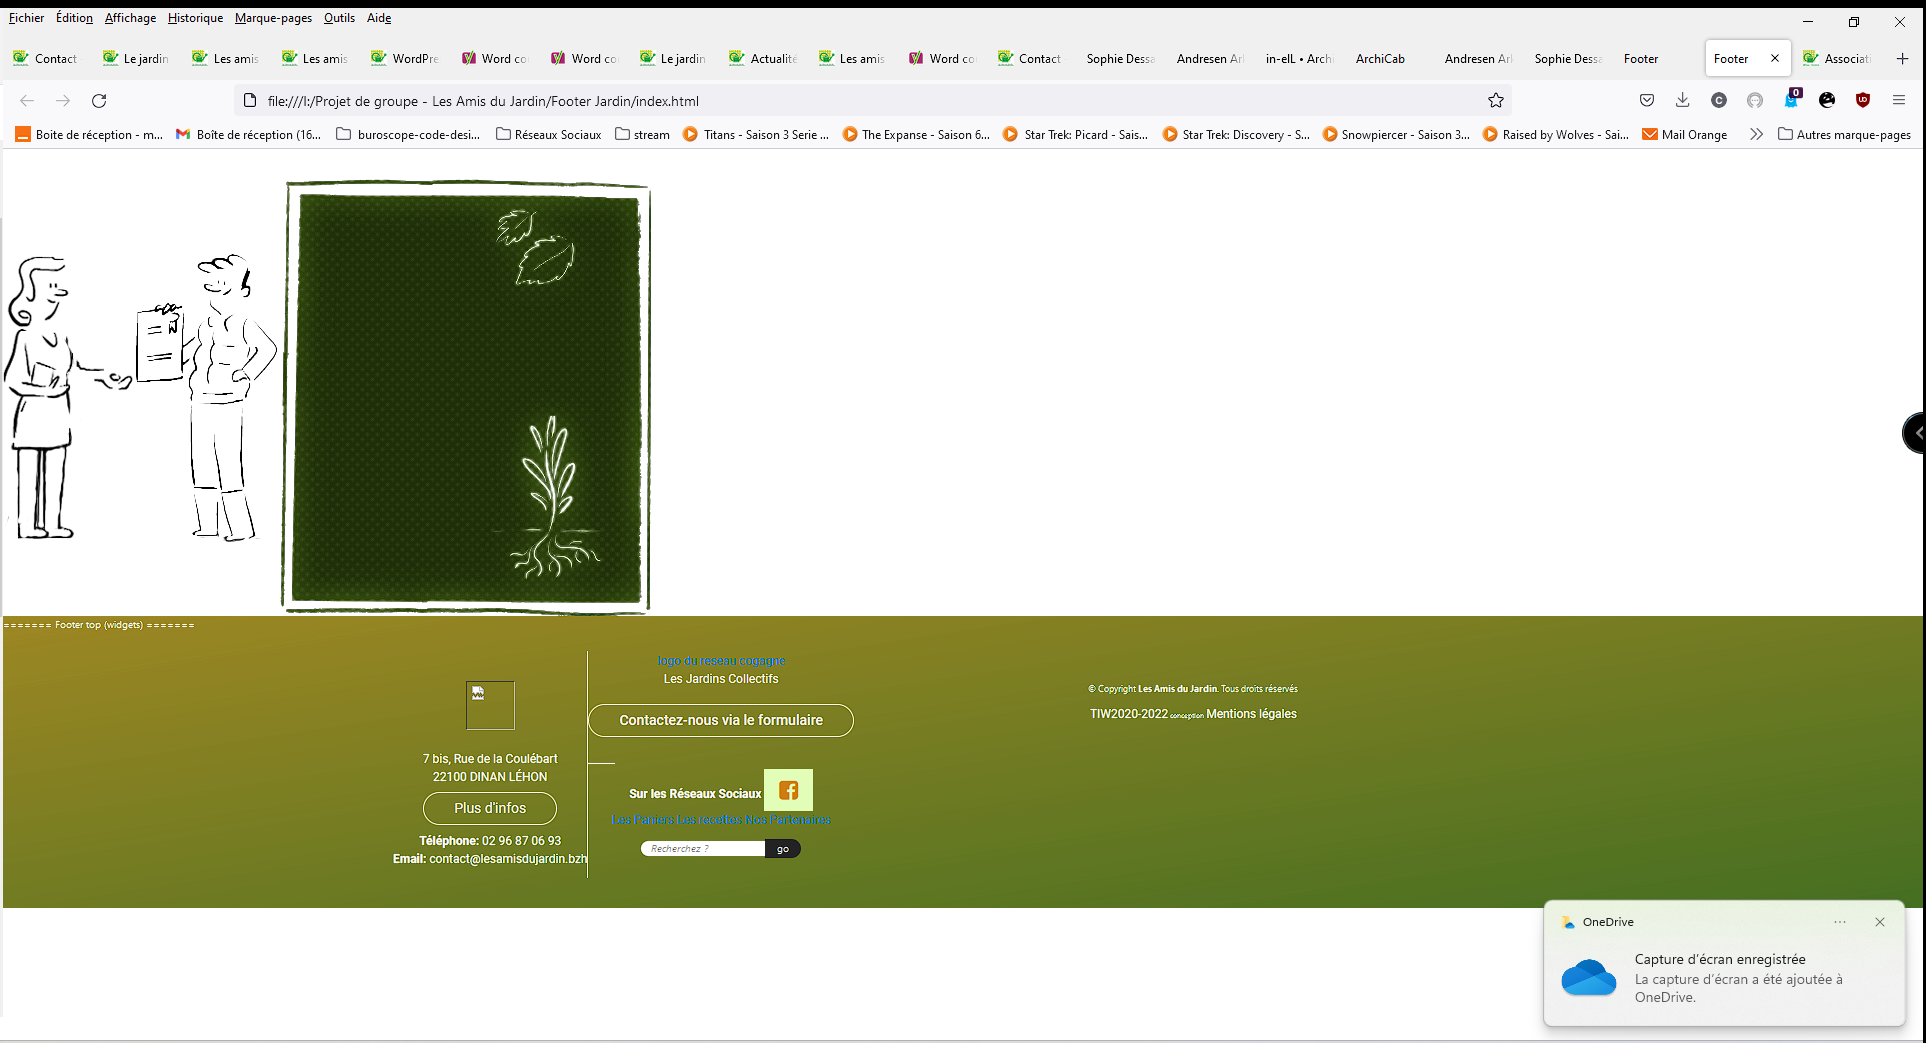 Fichier Édition Affichage Historique Marque-pages Outils Aide
Contact Le jardin Les amis Les amis WordPre Word co Word co Le jardin Actualité Les amis Word co Contact Sophie Dessa Andresen Ar in-eIL • Archi ArchiCab Andresen Ar Sophie Dessa Footer Footer Associat
file:///I:/Projet de groupe - Les Amis du Jardin/Footer Jardin/index.html
C 0
Boite de réception - m... Boîte de réception (16... buroscope-code-desi... Réseaux Sociaux stream Titans - Saison 3 Serie ... The Expanse - Saison 6... Star Trek: Picard - Sais... Star Trek: Discovery - S... Snowpiercer - Saison 3... Raised by Wolves - Sai... Mail Orange Autres marque-pages
======= Footer top (widgets) =======
7 bis, Rue de la Coulébart
22100 DINAN LÉHON
Plus d'infos
Téléphone: 02 96 87 06 93
Email: contact@lesamisdujardin.bzh
logo du reseau cogagne
Les Jardins Collectifs
Contactez-nous via le formulaire
Sur les Réseaux Sociaux
Les Paniers Les recettes Nos Partenaires
Recherchez ? go
© Copyright Les Amis du Jardin. Tous droits réservés
TIW2020-2022 conception Mentions légales
OneDrive
Capture d'écran enregistrée
La capture d'écran a été ajoutée à
OneDrive.